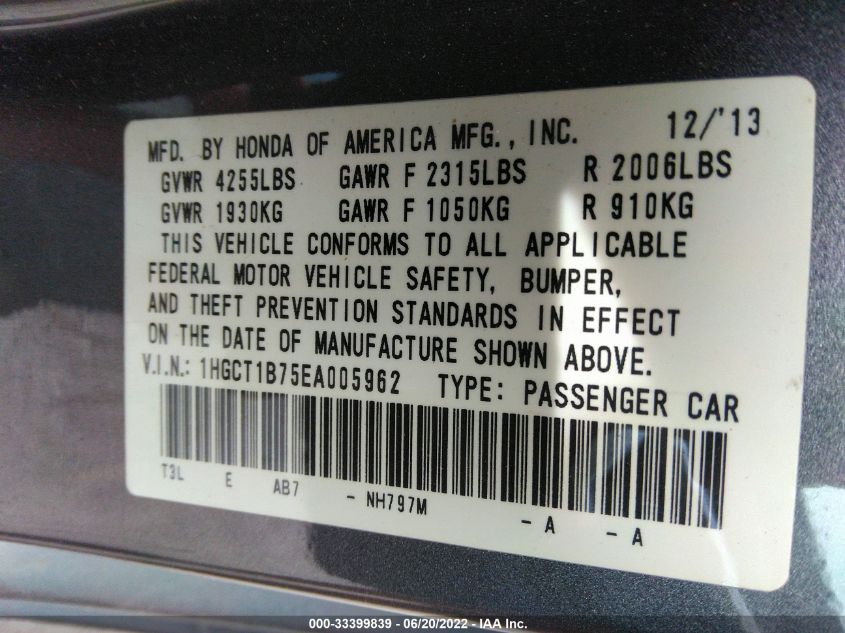 MFD. BY HONDA OF AMERICA MFG., INC. 12/'13
GVWR 4255LBS GAWR F 2315LBS R 2006LBS
GVWR 1930KG GAWR F 1050KG R 910KG
THIS VEHICLE CONFORMS TO ALL APPLICABLE
FEDERAL MOTOR VEHICLE SAFETY, BUMPER,
AND THEFT PREVENTION STANDARDS IN EFFECT
ON THE DATE OF MANUFACTURE SHOWN ABOVE.
V.I.N.: 1HGCT1B75EA005962 TYPE: PASSENGER CAR
T3L E AB7 - NH797M - A - A
000-33399839 - 06/20/2022 - IAA Inc.